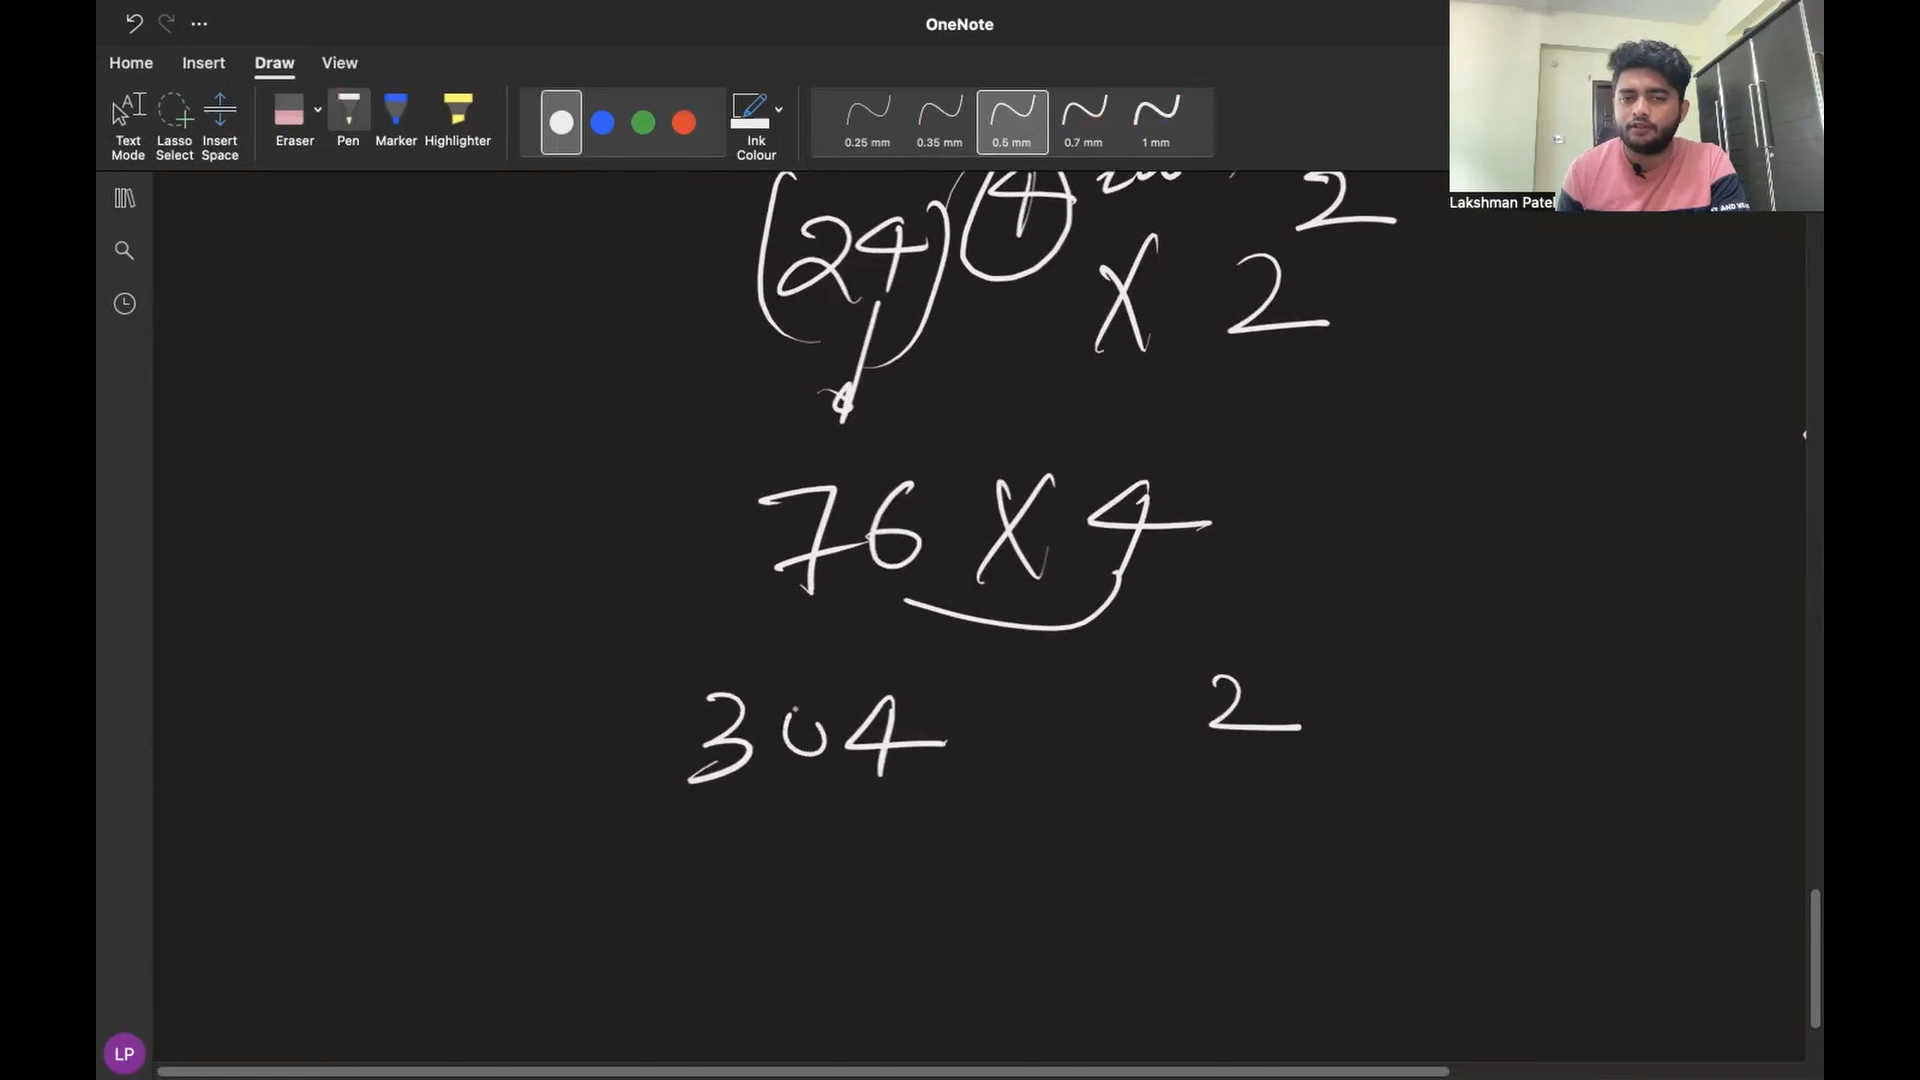 OneNote
Home Insert Draw View
Text Mode Lasso Select Insert Space Eraser Pen Marker Highlighter Ink Colour 0.25 mm 0.35 mm 0.5 mm 0.7 mm 1 mm
Lakshman Patel
(24) 4 2
X 2
76 X 4
304 2
LP